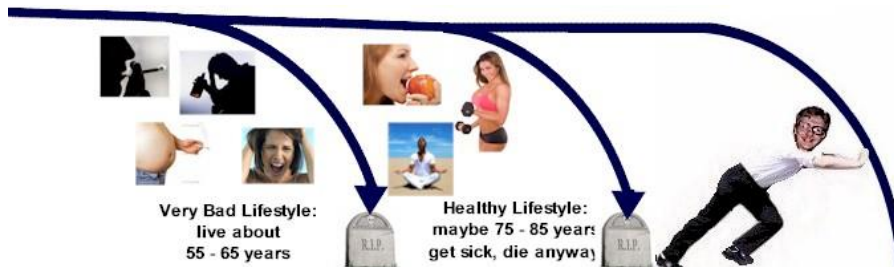 Very Bad Lifestyle:
live about
55 - 65 years
R.I.P.
Healthy Lifestyle:
maybe 75 - 85 years
get sick, die anyway
R.I.P.